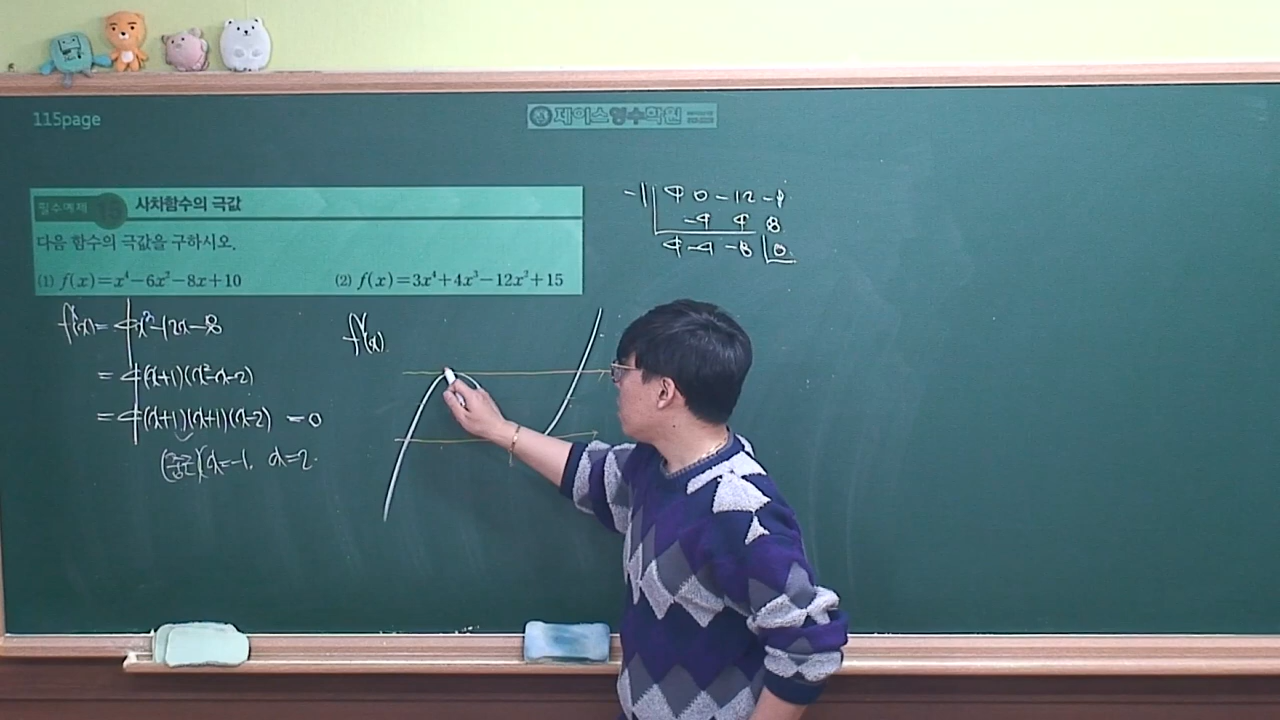 115page
제이스영수학원
필수예제 15 사차함수의 극값
다음 함수의 극값을 구하시오.
(1) f(x)=x⁴-6x²-8x+10 (2) f(x)=3x⁴+4x³-12x²+15
f'(x)= 4x³-12x-8
= 4(x+1)(x²-x-2)
= 4(x+1)(x+1)(x-2) =0
(중근) x=-1, x=2.
f'(x)
-1 4 0 -12 -8
-4 4 8
4 -4 -8 0